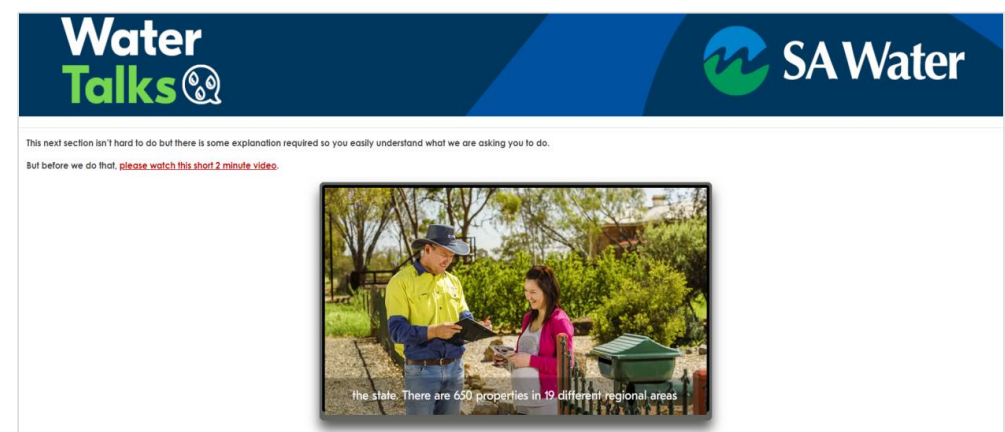 Water
Talks
SA Water
This next section isn't hard to do but there is some explanation required so you easily understand what we are asking you to do.
But before we do that, please watch this short 2 minute video.
the state. There are 650 properties in 19 different regional areas